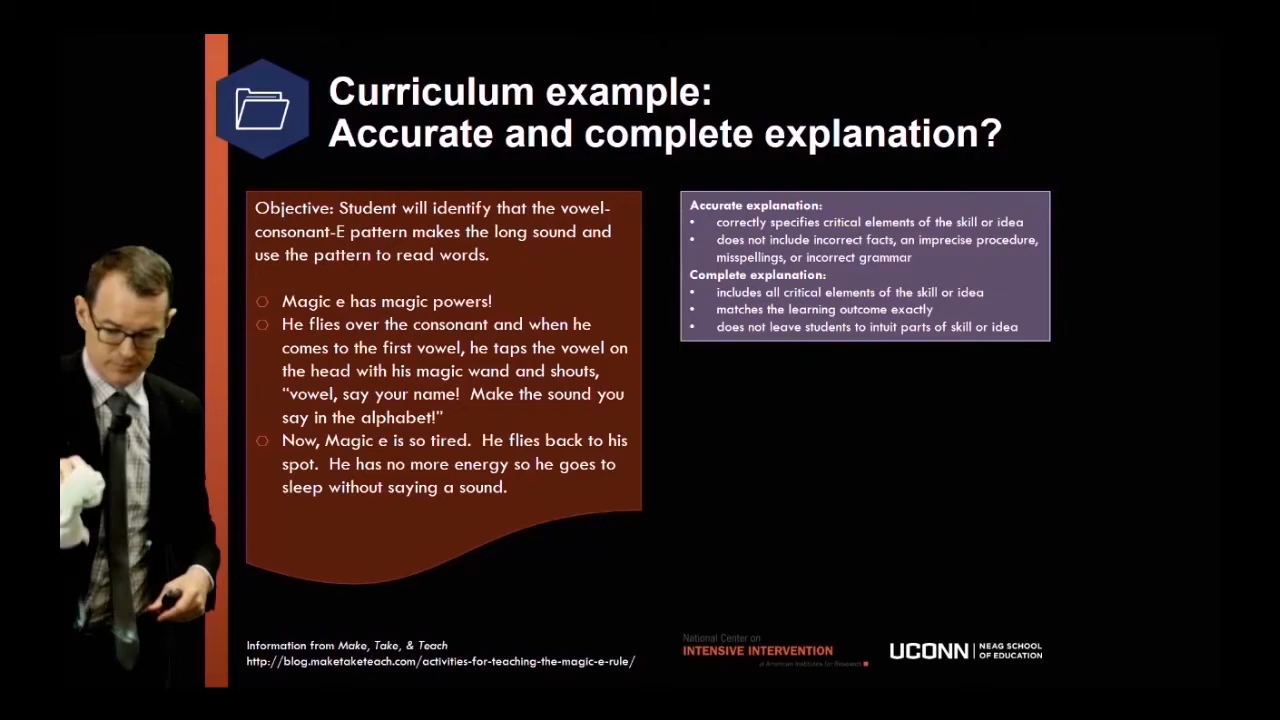 Curriculum example:
Accurate and complete explanation?
Objective: Student will identify that the vowel-
consonant-E pattern makes the long sound and
use the pattern to read words.
Magic e has magic powers!
He flies over the consonant and when he
comes to the first vowel, he taps the vowel on
the head with his magic wand and shouts,
“vowel, say your name!  Make the sound you
say in the alphabet!”
Now, Magic e is so tired.  He flies back to his
spot.  He has no more energy so he goes to
sleep without saying a sound.
Accurate explanation:
• correctly specifies critical elements of the skill or idea
• does not include incorrect facts, an imprecise procedure,
misspellings, or incorrect grammar
Complete explanation:
• includes all critical elements of the skill or idea
• matches the learning outcome exactly
• does not leave students to intuit parts of skill or idea
Information from Make, Take, & Teach
http://blog.maketaketeach.com/activities-for-teaching-the-magic-e-rule/
National Center on
INTENSIVE INTERVENTION
at American Institutes for Research
UCONN | NEAG SCHOOL
OF EDUCATION